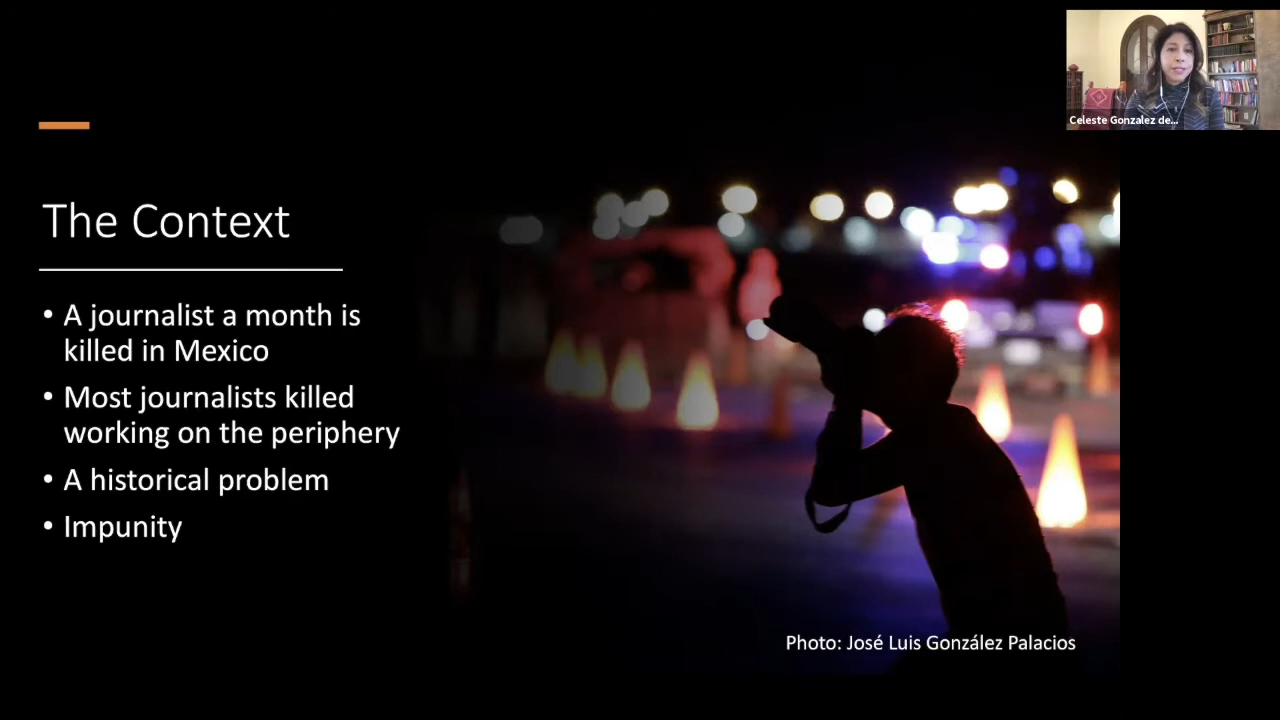 Celeste Gonzalez de...
The Context
• A journalist a month is
killed in Mexico
• Most journalists killed
working on the periphery
• A historical problem
• Impunity
Photo: José Luis González Palacios